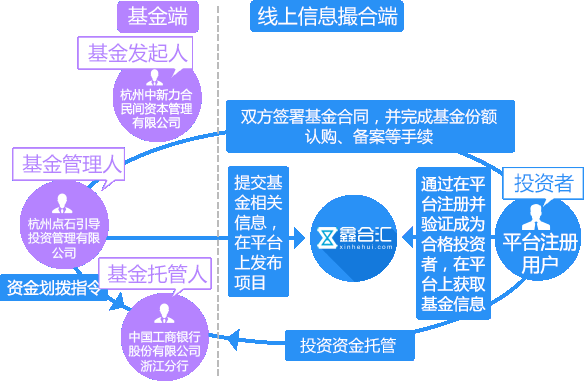 基金端
线上信息撮合端
基金发起人
杭州中新力合
民间资本管理
有限公司
双方签署基金合同，并完成基金份额
认购、备案等手续
基金管理人
杭州点石引导
投资管理有限
公司
提交基
金相关
信息，
在平台
上发布
项目
鑫合汇
xinhehui.com
通过在平
台注册并
验证成为
合格投资
者，在平
台上获取
基金信息
投资者
平台注册
用户
资金划拨指令
基金托管人
中国工商银行
股份有限公司
浙江分行
投资资金托管